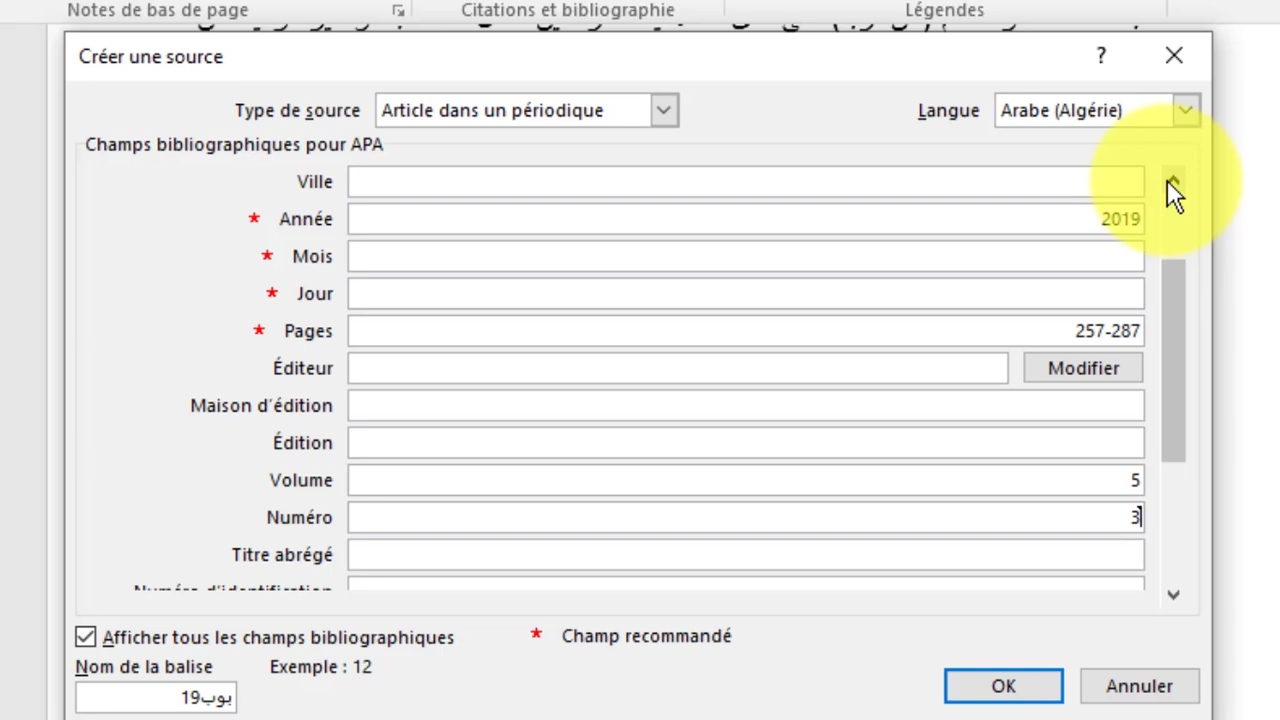 Notes de bas de page Citations et bibliographie Légendes
Créer une source ?
Type de source Article dans un périodique Langue Arabe (Algérie)
Champs bibliographiques pour APA
Ville
* Année 2019
* Mois
* Jour
* Pages 257-287
Éditeur Modifier
Maison d'édition
Édition
Volume 5
Numéro 3
Titre abrégé
Numéro d'identification
Afficher tous les champs bibliographiques * Champ recommandé
Nom de la balise Exemple : 12
بوب19 OK Annuler